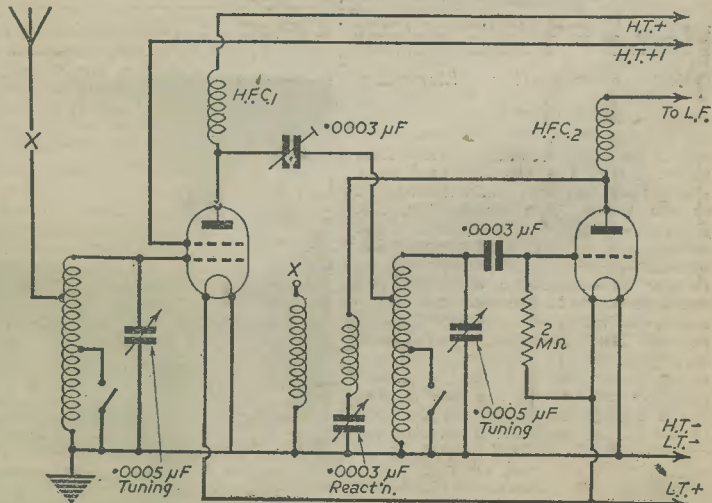 H.T.+
H.T.+1
H.F.C.1
To L.F.
H.F.C.2
.0003 µF
X
.0003 µF
X
2
MΩ
.0005 µF
Tuning
.0005 µF
Tuning
.0003 µF
React'n.
H.T.-
L.T.-
L.T.+